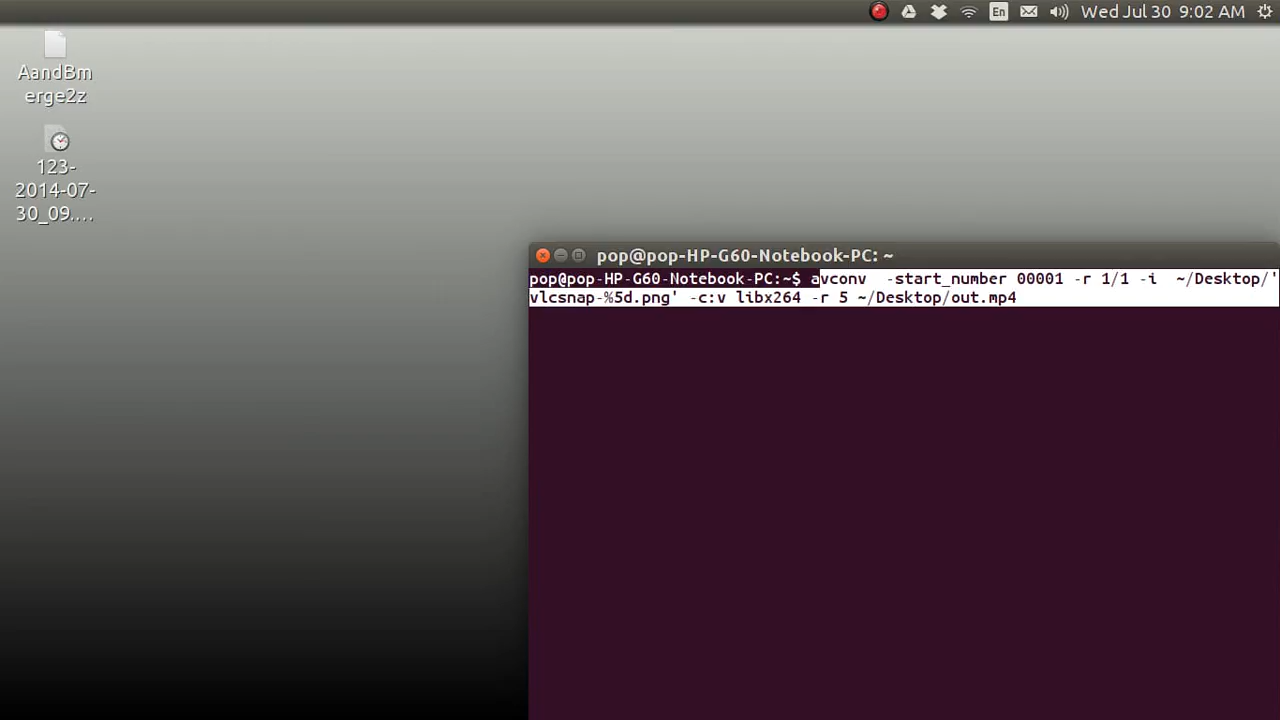 En
Wed Jul 30 9:02 AM
AandBm
erge2z
123-
2014-07-
30_09....
pop@pop-HP-G60-Notebook-PC: ~
pop@pop-HP-G60-Notebook-PC:~$ avconv  -start_number 00001 -r 1/1 -i  ~/Desktop/'
vlcsnap-%5d.png' -c:v libx264 -r 5 ~/Desktop/out.mp4